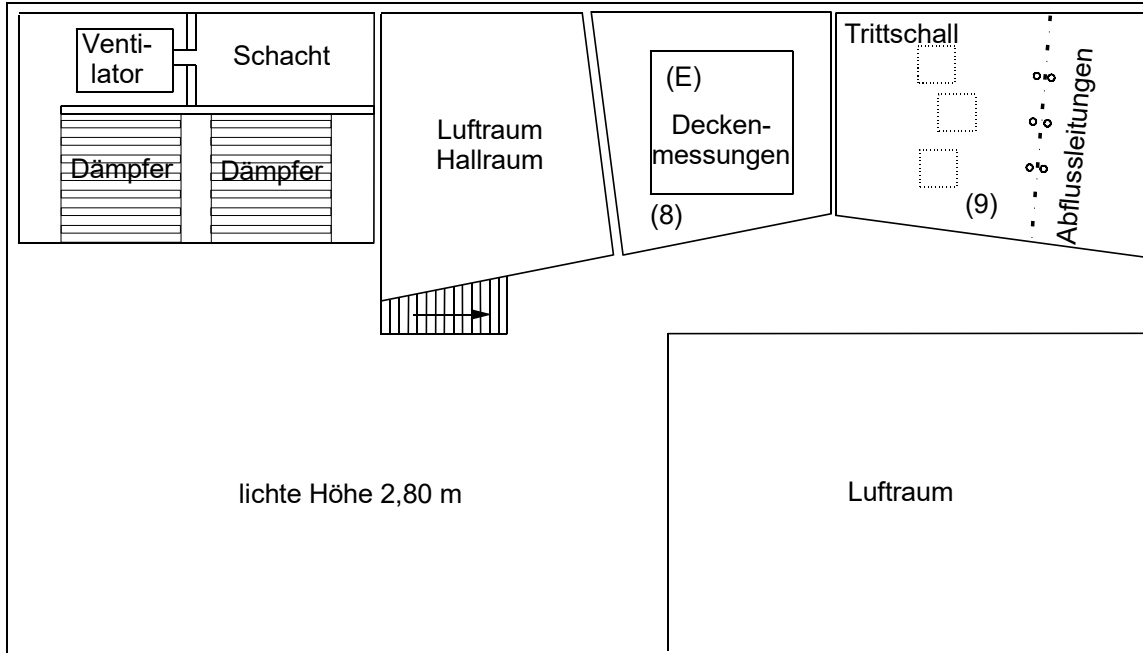 Venti-
lator
Schacht
Dämpfer
Dämpfer
Luftraum
Hallraum
(E)
Decken-
messungen
(8)
Trittschall
(9)
Abflussleitungen
lichte Höhe 2,80 m
Luftraum